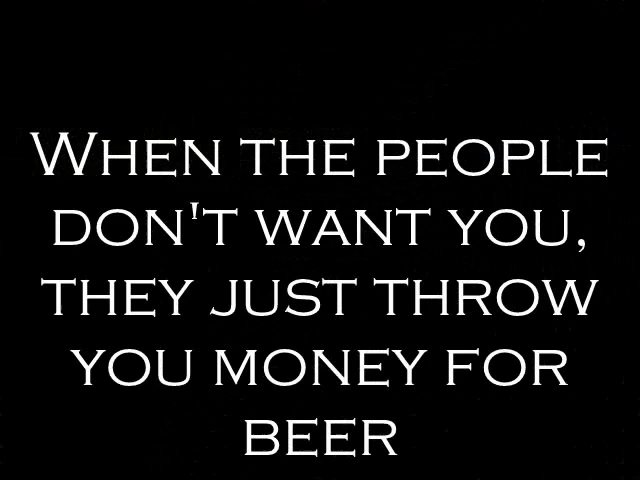 When the people
don't want you,
they just throw
you money for
beer